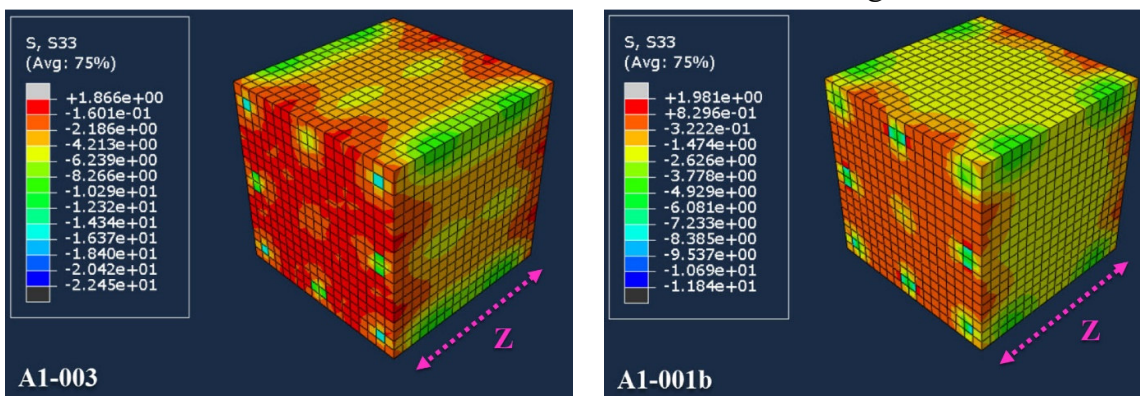 S, S33
(Avg: 75%)
+1.866e+00
-1.601e-01
-2.186e+00
-4.213e+00
-6.239e+00
-8.266e+00
-1.029e+01
-1.232e+01
-1.434e+01
-1.637e+01
-1.840e+01
-2.042e+01
-2.245e+01
Z
A1-003
S, S33
(Avg: 75%)
+1.981e+00
+8.296e-01
-3.222e-01
-1.474e+00
-2.626e+00
-3.778e+00
-4.929e+00
-6.081e+00
-7.233e+00
-8.385e+00
-9.537e+00
-1.069e+01
-1.184e+01
Z
A1-001b